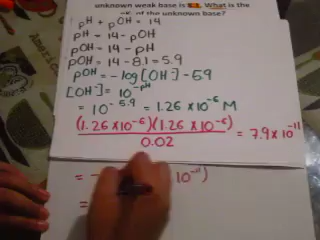 unknown weak base is 8.1. What is the
of the unknown base?
pH + pOH = 14
pH = 14 - pOH
pOH = 14 - pH
pOH = 14 - 8.1 = 5.9
pOH = -log[OH⁻] - 5.9
[OH⁻] = 10^-pH
= 10^-5.9 = 1.26 × 10^-6 M
(1.26 × 10^-6)(1.26 × 10^-6) / 0.02 = 7.9 × 10^-11
= 10^-11)
=